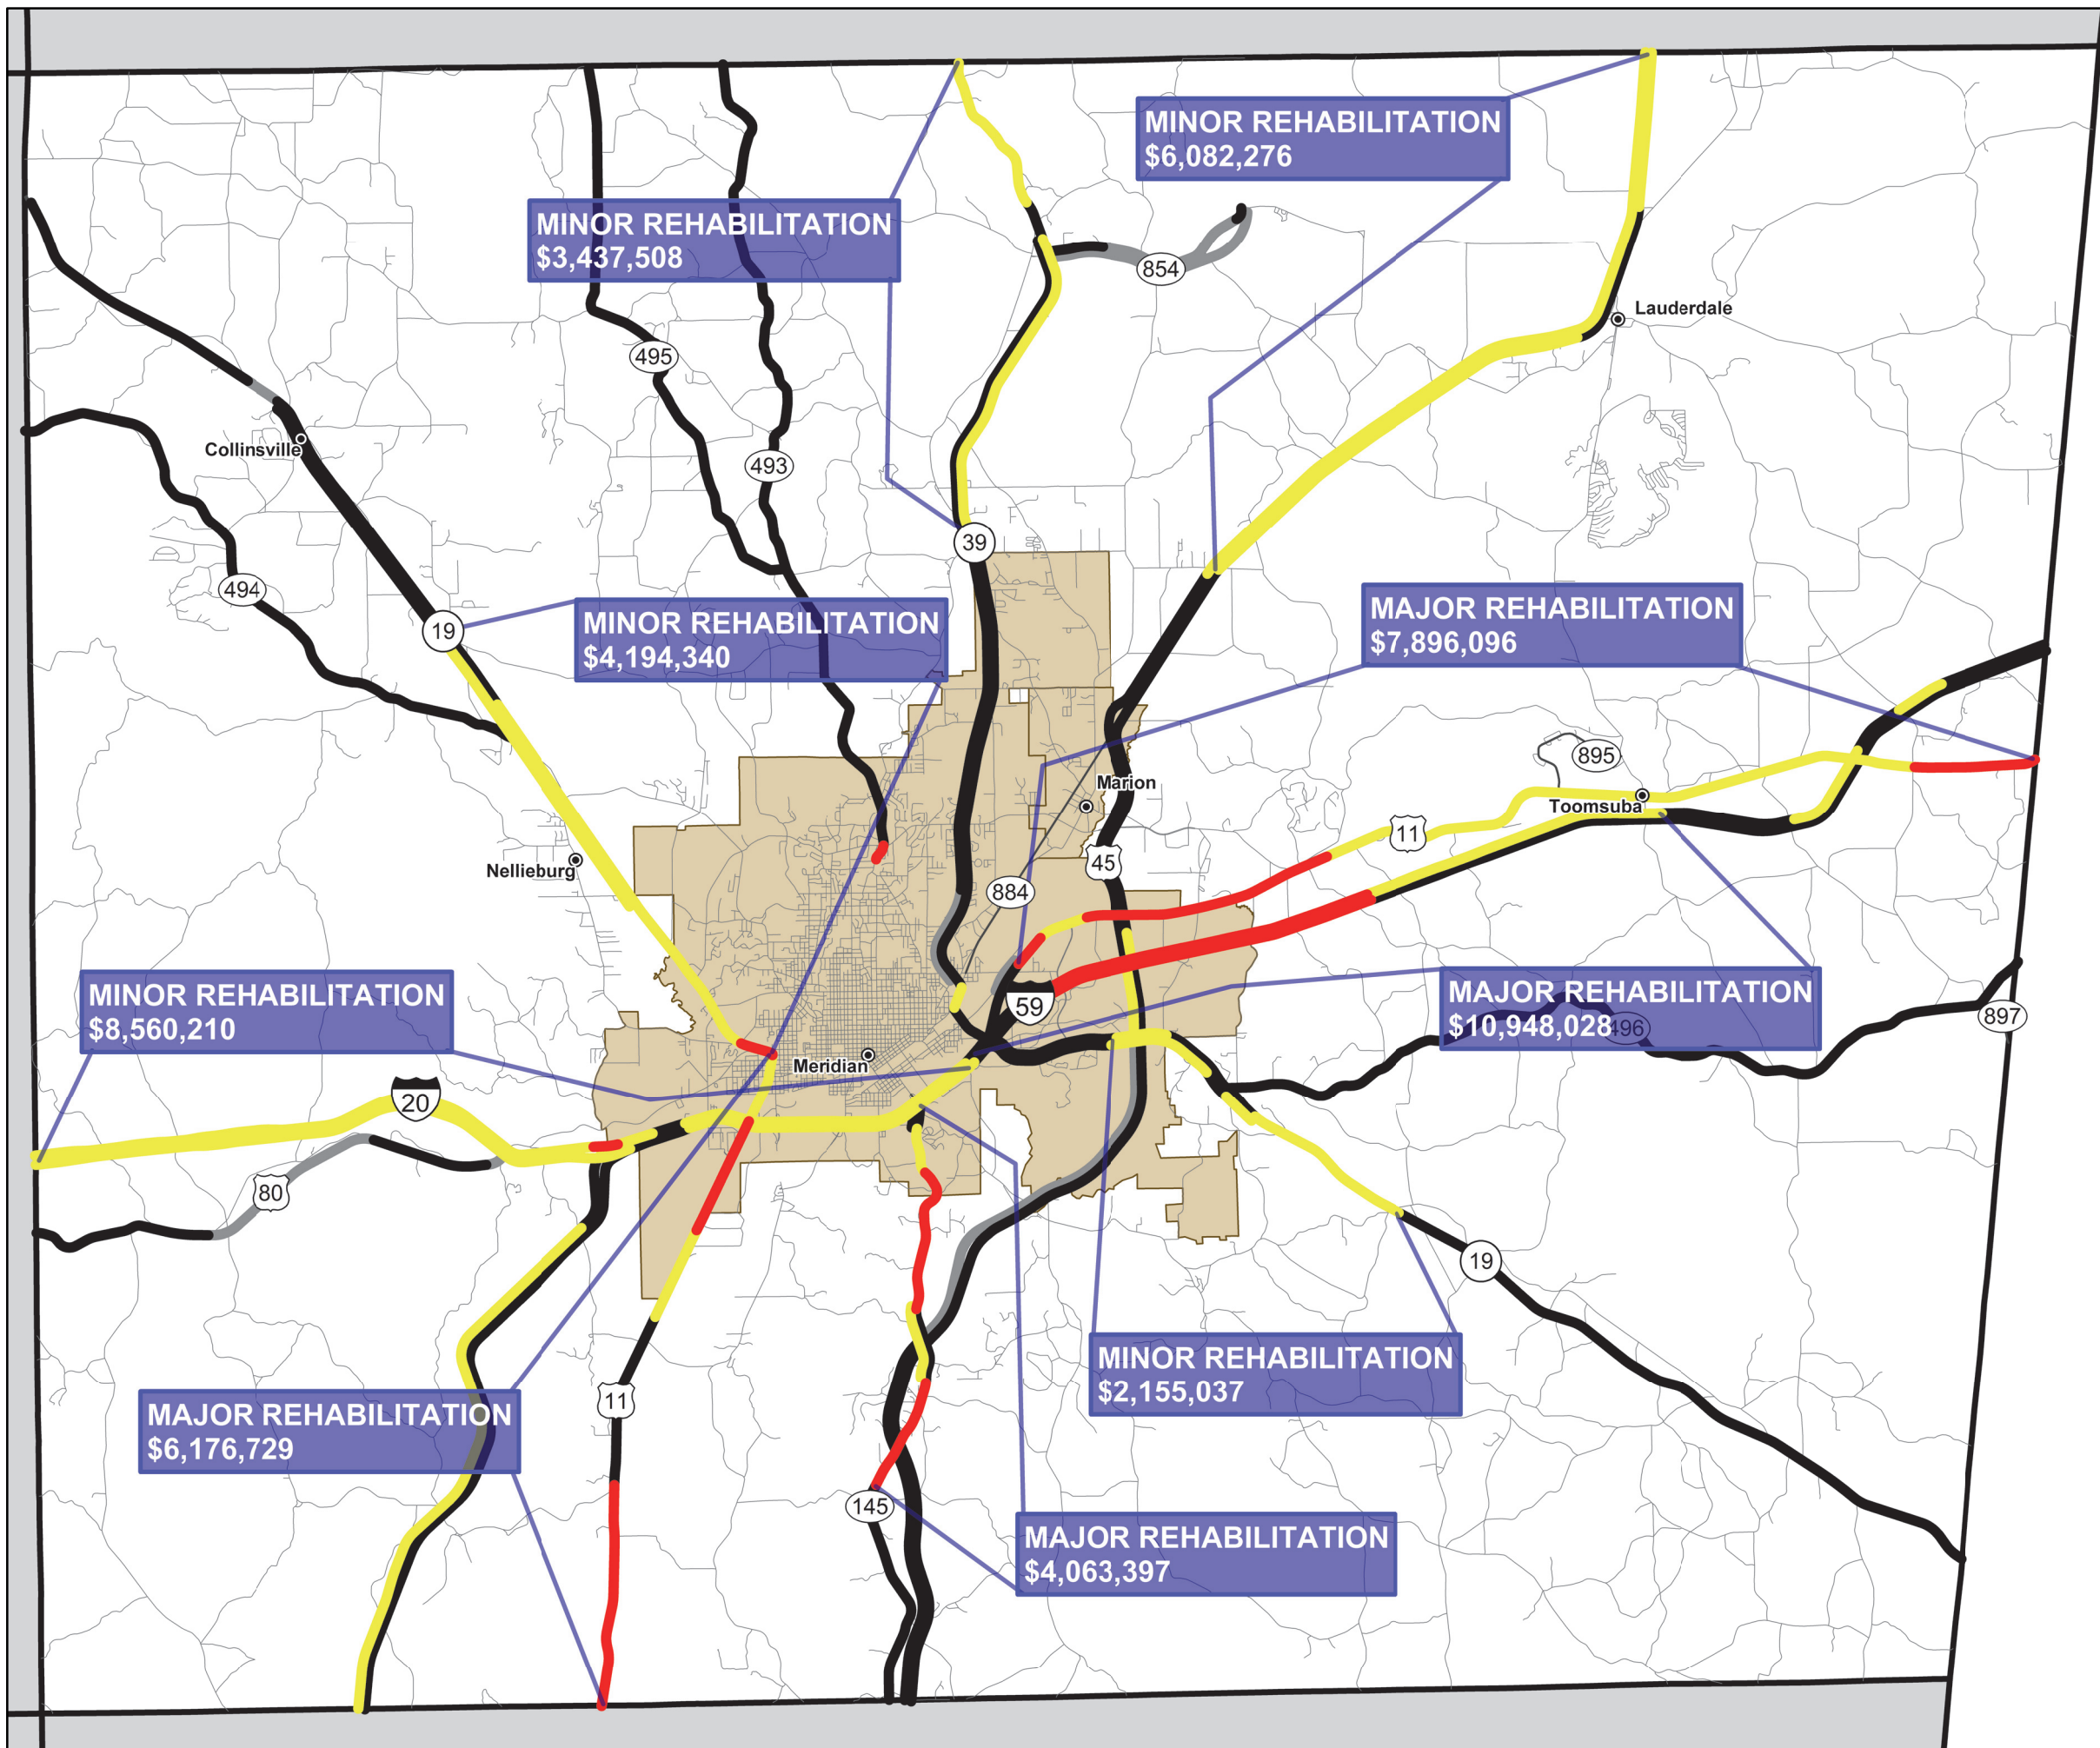 MINOR REHABILITATION
$6,082,276
MINOR REHABILITATION
$3,437,508
854
Lauderdale
495
Collinsville
493
39
494
19
MINOR REHABILITATION
$4,194,340
MAJOR REHABILITATION
$7,896,096
895
Marion
Toomsuba
11
45
Nellieburg
884
MINOR REHABILITATION
$8,560,210
59
MAJOR REHABILITATION
$10,948,028
496
897
Meridian
20
80
19
MINOR REHABILITATION
$2,155,037
11
MAJOR REHABILITATION
$6,176,729
145
MAJOR REHABILITATION
$4,063,397